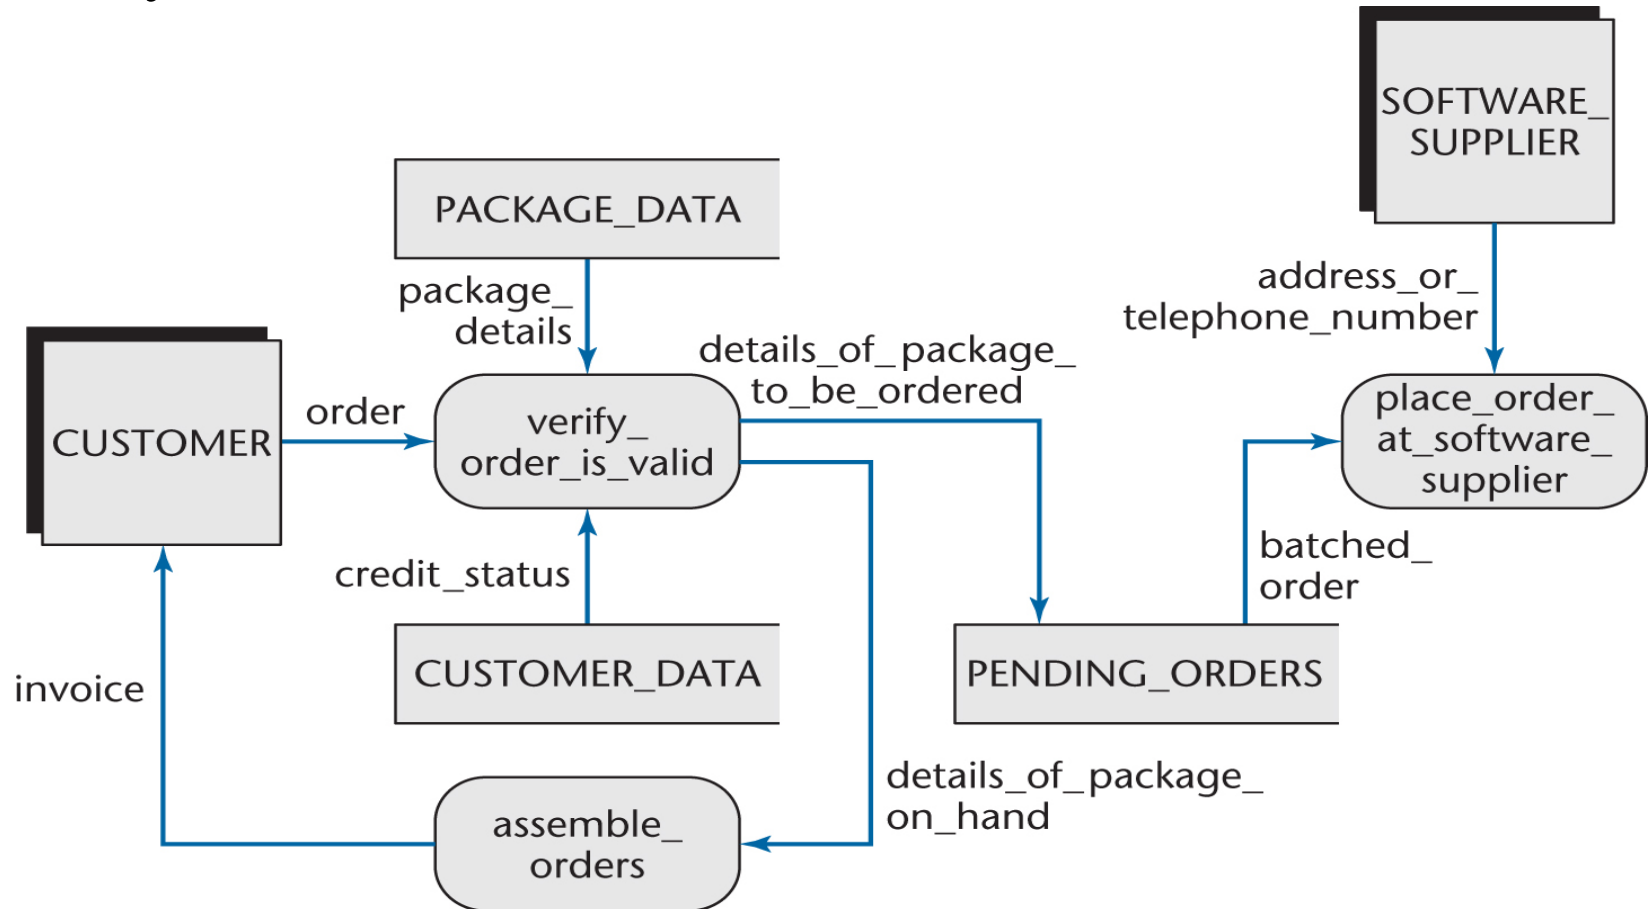 SOFTWARE_
SUPPLIER
PACKAGE_DATA
package_
details
address_or_
telephone_number
details_of_package_
to_be_ordered
order
CUSTOMER
verify_
order_is_valid
place_order_
at_software_
supplier
batched_
order
credit_status
CUSTOMER_DATA
PENDING_ORDERS
invoice
details_of_package_
on_hand
assemble_
orders